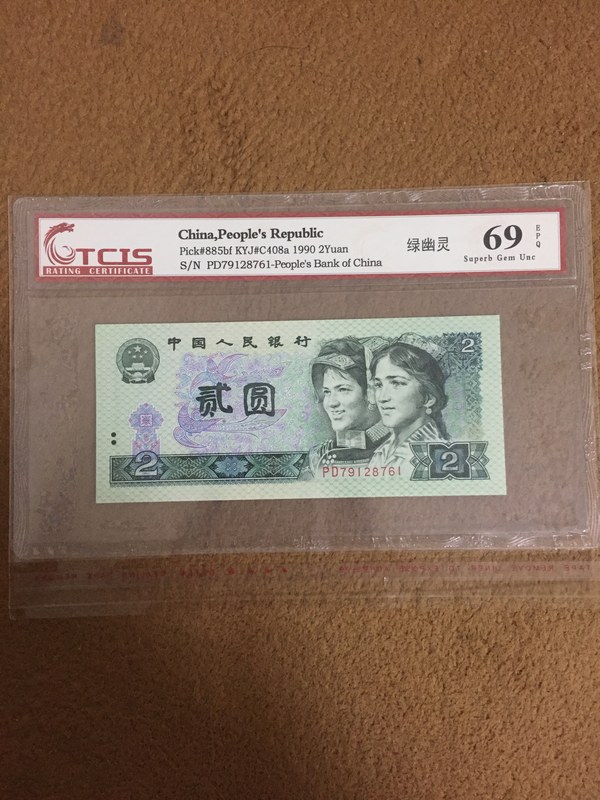 TCIS
RATING CERTIFICATE
China,People's Republic
Pick#885bf KYJ#C408a 1990 2Yuan
S/N PD79128761-People's Bank of China
绿幽灵
69
EPQ
Superb Gem Unc
中国人民银行
2
贰圆
2
PD79128761
2